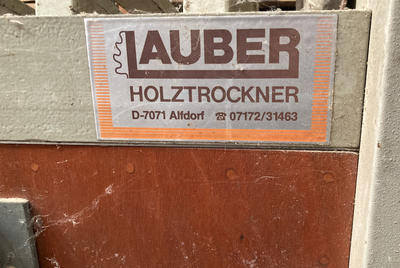 LAUBER
HOLZTROCKNER
D-7071 Alfdorf ☎ 07172/31463